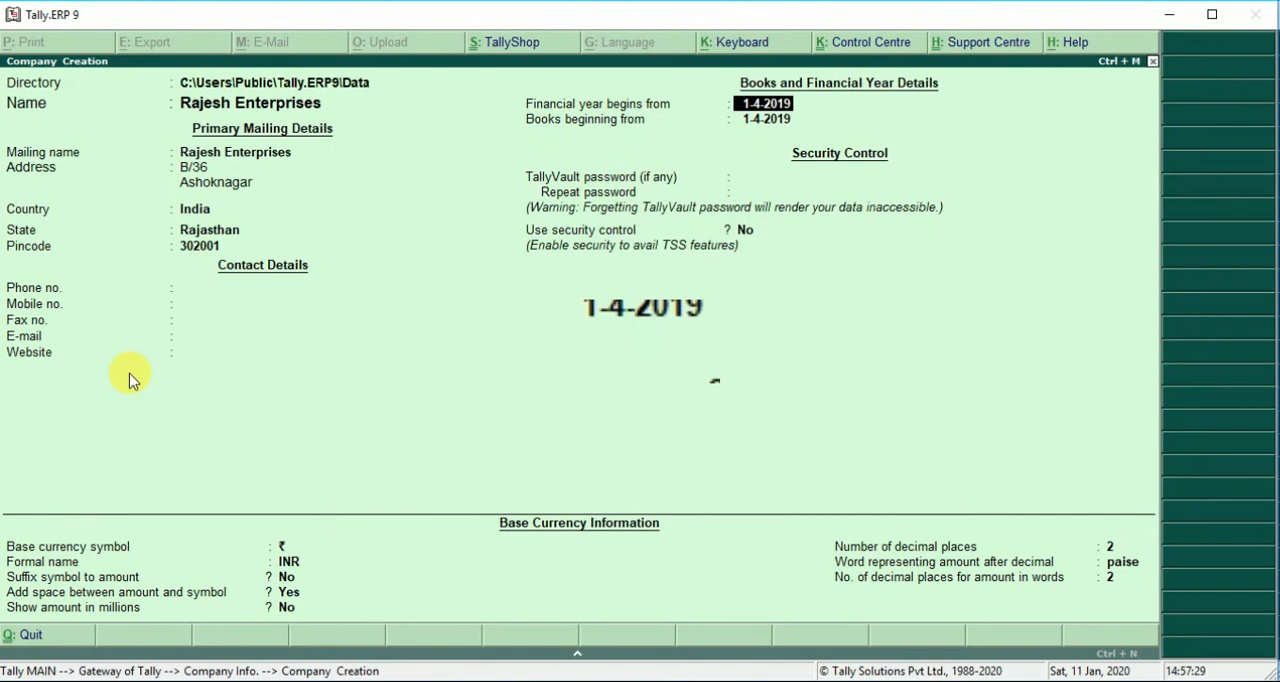 Tally.ERP 9
P: Print E: Export M: E-Mail O: Upload S: TallyShop G: Language K: Keyboard K: Control Centre H: Support Centre H: Help
Company Creation Ctrl + M
Directory : C:\Users\Public\Tally.ERP9\Data
Name : Rajesh Enterprises
Primary Mailing Details
Mailing name : Rajesh Enterprises
Address : B/36
Ashoknagar
Country : India
State : Rajasthan
Pincode : 302001
Contact Details
Phone no. :
Mobile no. :
Fax no. :
E-mail :
Website :
Books and Financial Year Details
Financial year begins from : 1-4-2019
Books beginning from : 1-4-2019
Security Control
TallyVault password (if any) :
Repeat password :
(Warning: Forgetting TallyVault password will render your data inaccessible.)
Use security control ? No
(Enable security to avail TSS features)
1-4-2019
Base Currency Information
Base currency symbol : ₹
Formal name : INR
Suffix symbol to amount ? No
Add space between amount and symbol ? Yes
Show amount in millions ? No
Number of decimal places : 2
Word representing amount after decimal : paise
No. of decimal places for amount in words : 2
Q: Quit
Ctrl + N
Tally MAIN --> Gateway of Tally --> Company Info. --> Company Creation © Tally Solutions Pvt Ltd., 1988-2020 Sat, 11 Jan, 2020 14:57:29